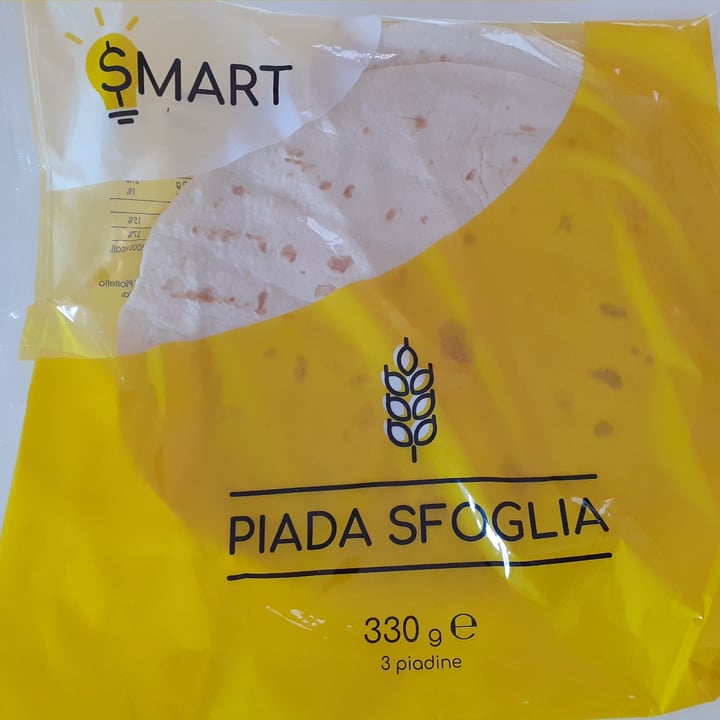 $MART
PIADA SFOGLIA
330 g ℮
3 piadine